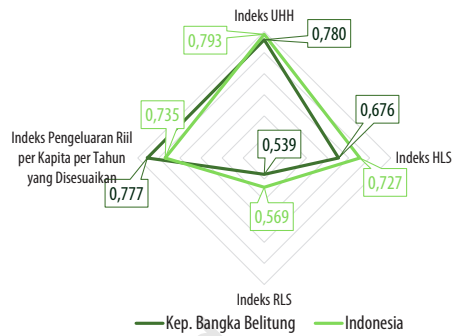 Indeks UHH
0,793
0,780
0,735
0,676
Indeks Pengeluaran Riil
per Kapita per Tahun
yang Disesuaikan
0,539
Indeks HLS
0,777
0,727
0,569
Indeks RLS
Kep. Bangka Belitung
Indonesia